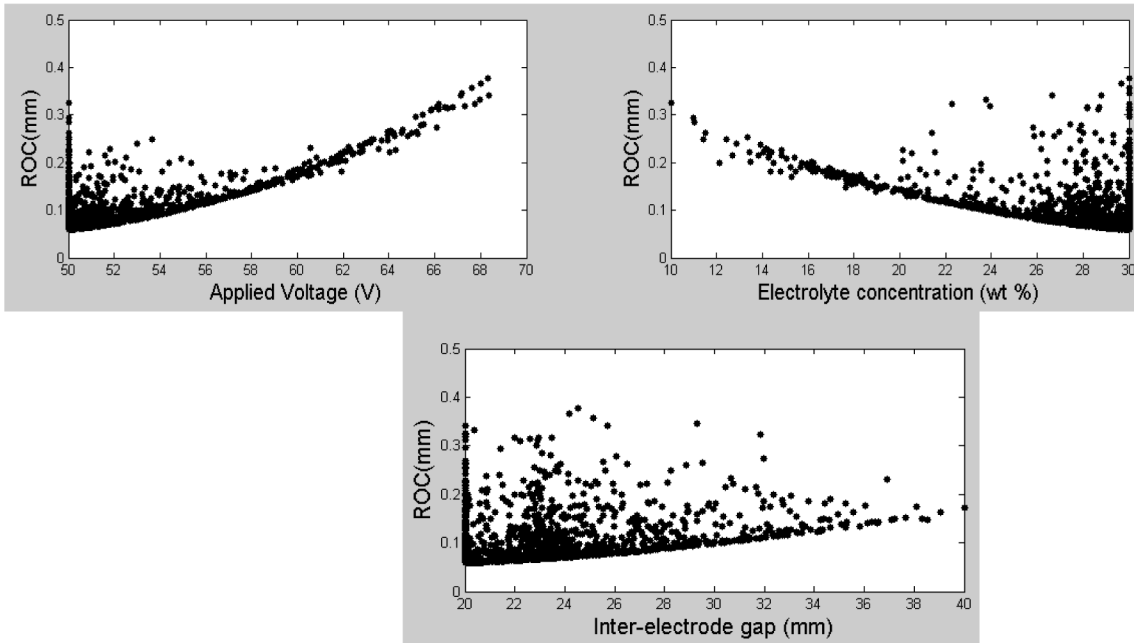 0.5
0.4
0.3
0.2
0.1
0
ROC(mm)
50 52 54 56 58 60 62 64 66 68 70
Applied Voltage (V)
0.5
0.4
0.3
0.2
0.1
0
ROC(mm)
10 12 14 16 18 20 22 24 26 28 30
Electrolyte concentration (wt %)
0.5
0.4
0.3
0.2
0.1
0
ROC(mm)
20 22 24 26 28 30 32 34 36 38 40
Inter-electrode gap (mm)